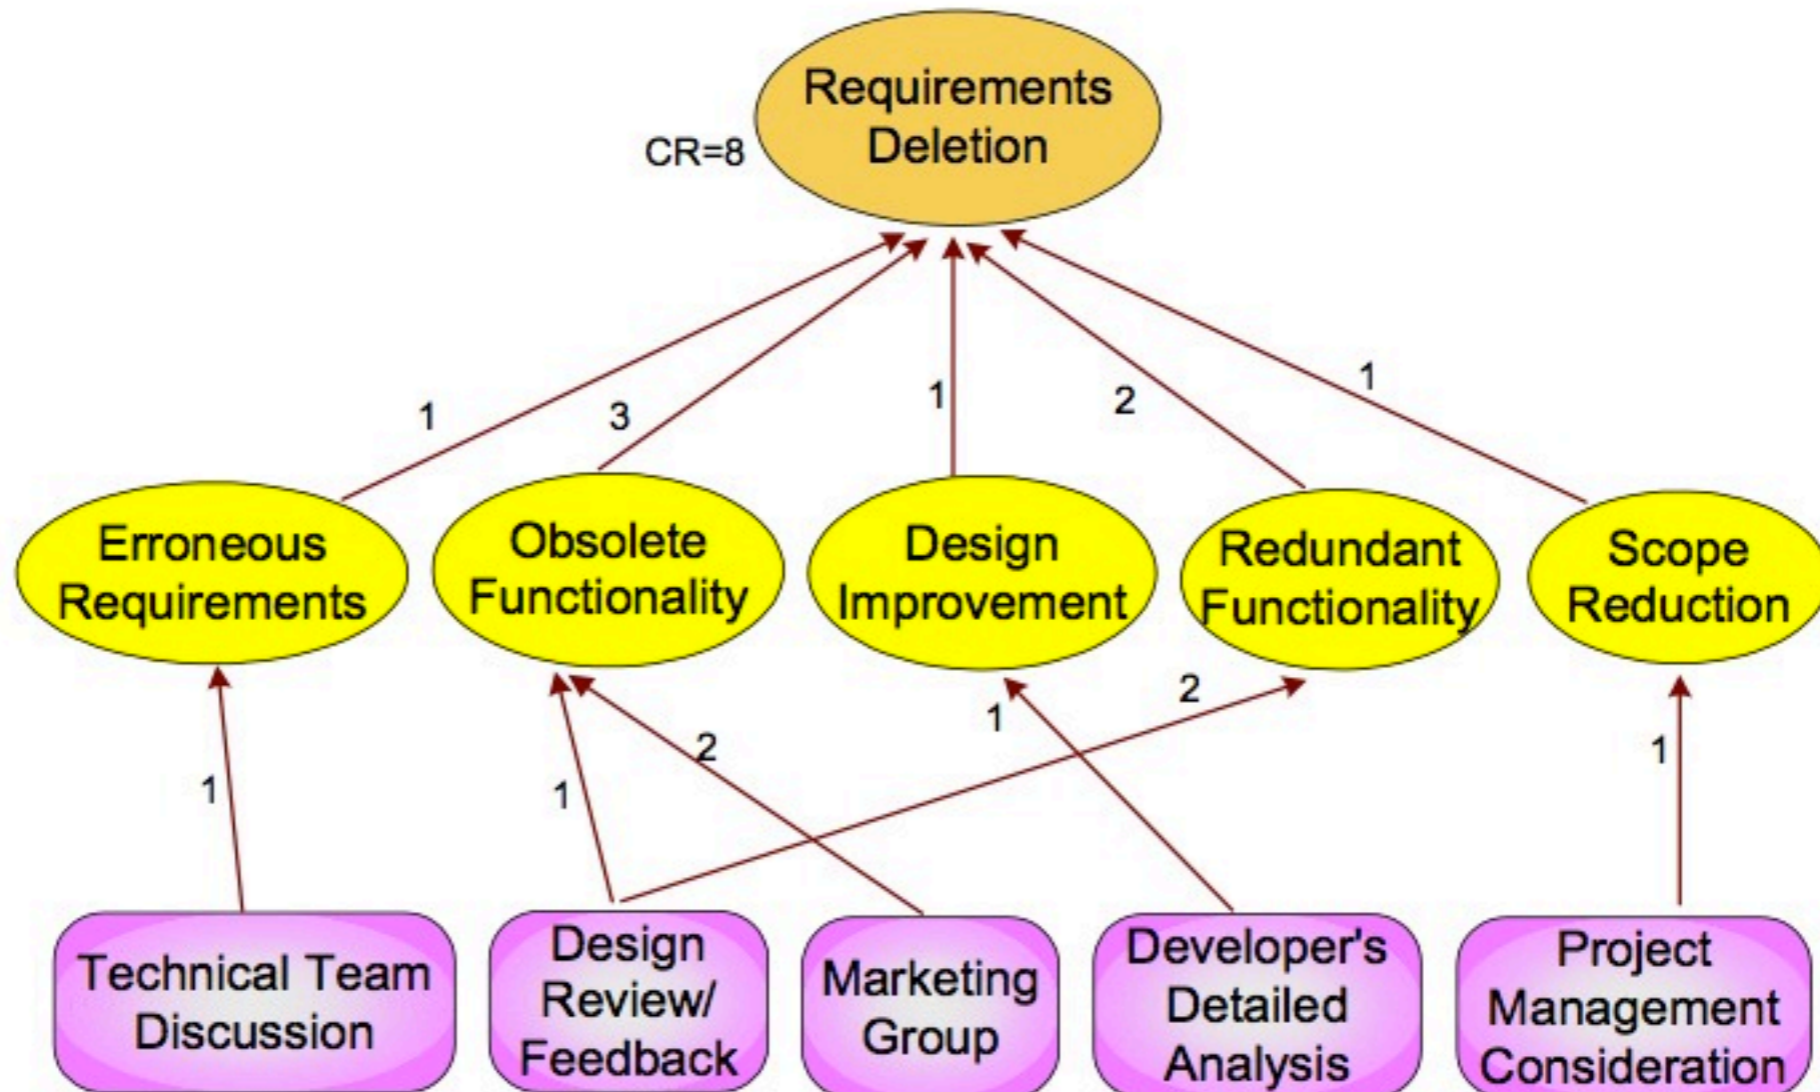 Requirements
Deletion
CR=8
1
3
1
2
1
Erroneous
Requirements
Obsolete
Functionality
Design
Improvement
Redundant
Functionality
Scope
Reduction
1
1
2
1
2
1
Technical Team
Discussion
Design
Review/
Feedback
Marketing
Group
Developer's
Detailed
Analysis
Project
Management
Consideration